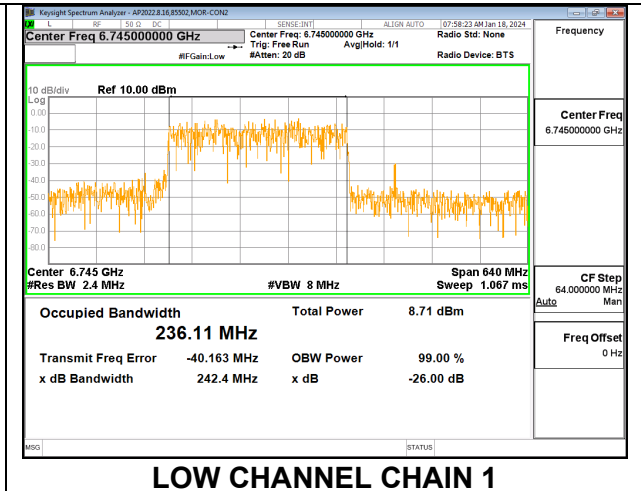 Keysight Spectrum Analyzer - AP2022.8.16,85502,MOR-CON2
L RF 50 Ω DC SENSE:INT ALIGN AUTO 07:58:23 AM Jan 18, 2024
Center Freq 6.745000000 GHz Center Freq: 6.745000000 GHz Radio Std: None
Trig: Free Run Avg|Hold: 1/1
#IFGain:Low #Atten: 20 dB Radio Device: BTS
Frequency
10 dB/div Ref 10.00 dBm
Log
0.00
-10.0
-20.0
-30.0
-40.0
-50.0
-60.0
-70.0
-80.0
Center Freq
6.745000000 GHz
Center 6.745 GHz Span 640 MHz
#Res BW 2.4 MHz #VBW 8 MHz Sweep 1.067 ms
CF Step
64.000000 MHz
Auto Man
Occupied Bandwidth Total Power 8.71 dBm
236.11 MHz
Freq Offset
0 Hz
Transmit Freq Error -40.163 MHz OBW Power 99.00 %
x dB Bandwidth 242.4 MHz x dB -26.00 dB
MSG STATUS
LOW CHANNEL CHAIN 1